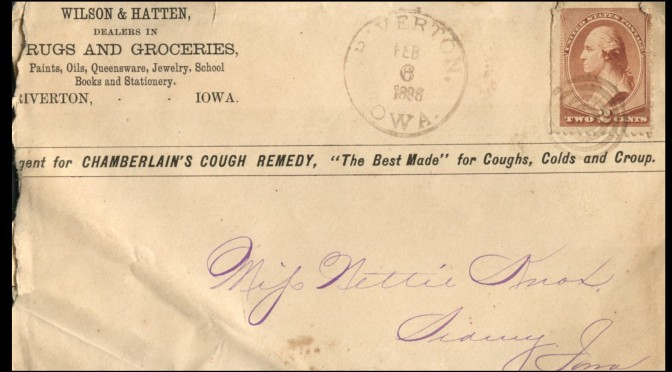 WILSON & HATTEN,
DEALERS IN
RUGS AND GROCERIES,
Paints, Oils, Queensware, Jewelry, School
Books and Stationery.
RIVERTON, - - IOWA.
RIVERTON,
FEB
6
IOWA.
UNITED STATES POSTAGE
TWO 2 CENTS
gent for CHAMBERLAIN'S COUGH REMEDY, "The Best Made" for Coughs, Colds and Croup.
Miss Nettie Knox,
Sidney,
Iowa